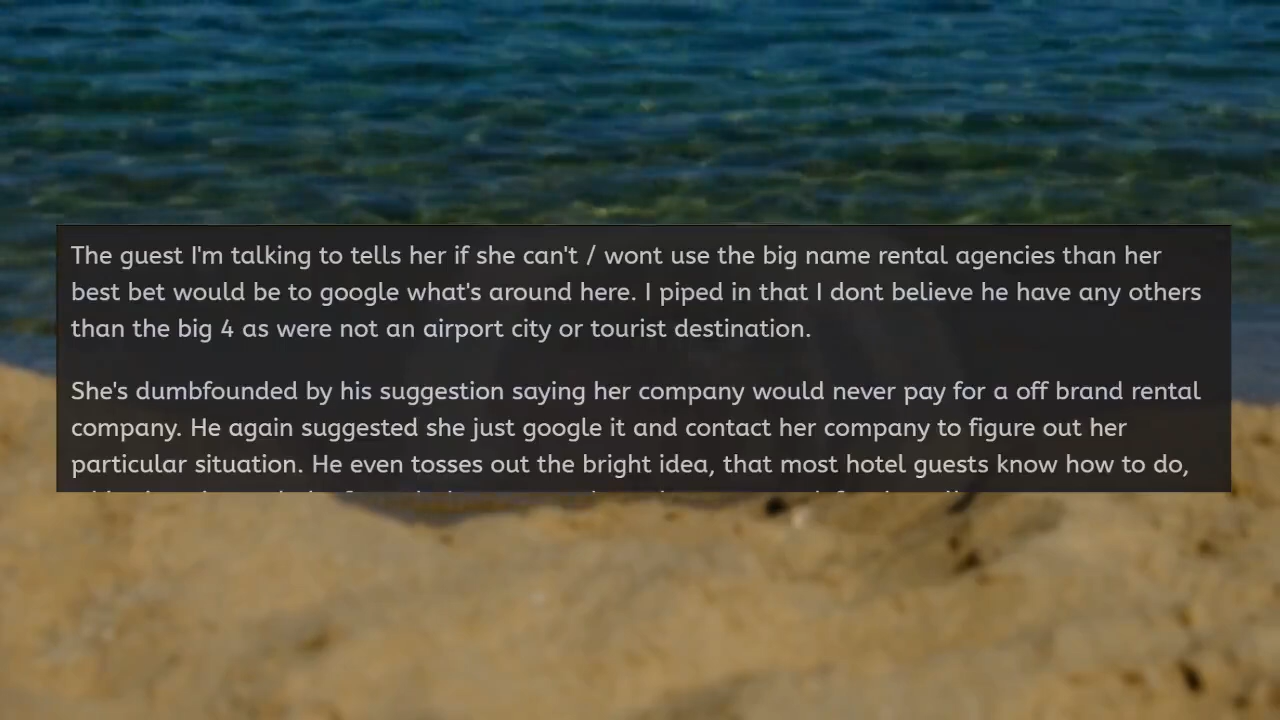 The guest I'm talking to tells her if she can't / wont use the big name rental agencies than her
best bet would be to google what's around here. I piped in that I dont believe he have any others
than the big 4 as were not an airport city or tourist destination.
She's dumbfounded by his suggestion saying her company would never pay for a off brand rental
company. He again suggested she just google it and contact her company to figure out her
particular situation. He even tosses out the bright idea, that most hotel guests know how to do,